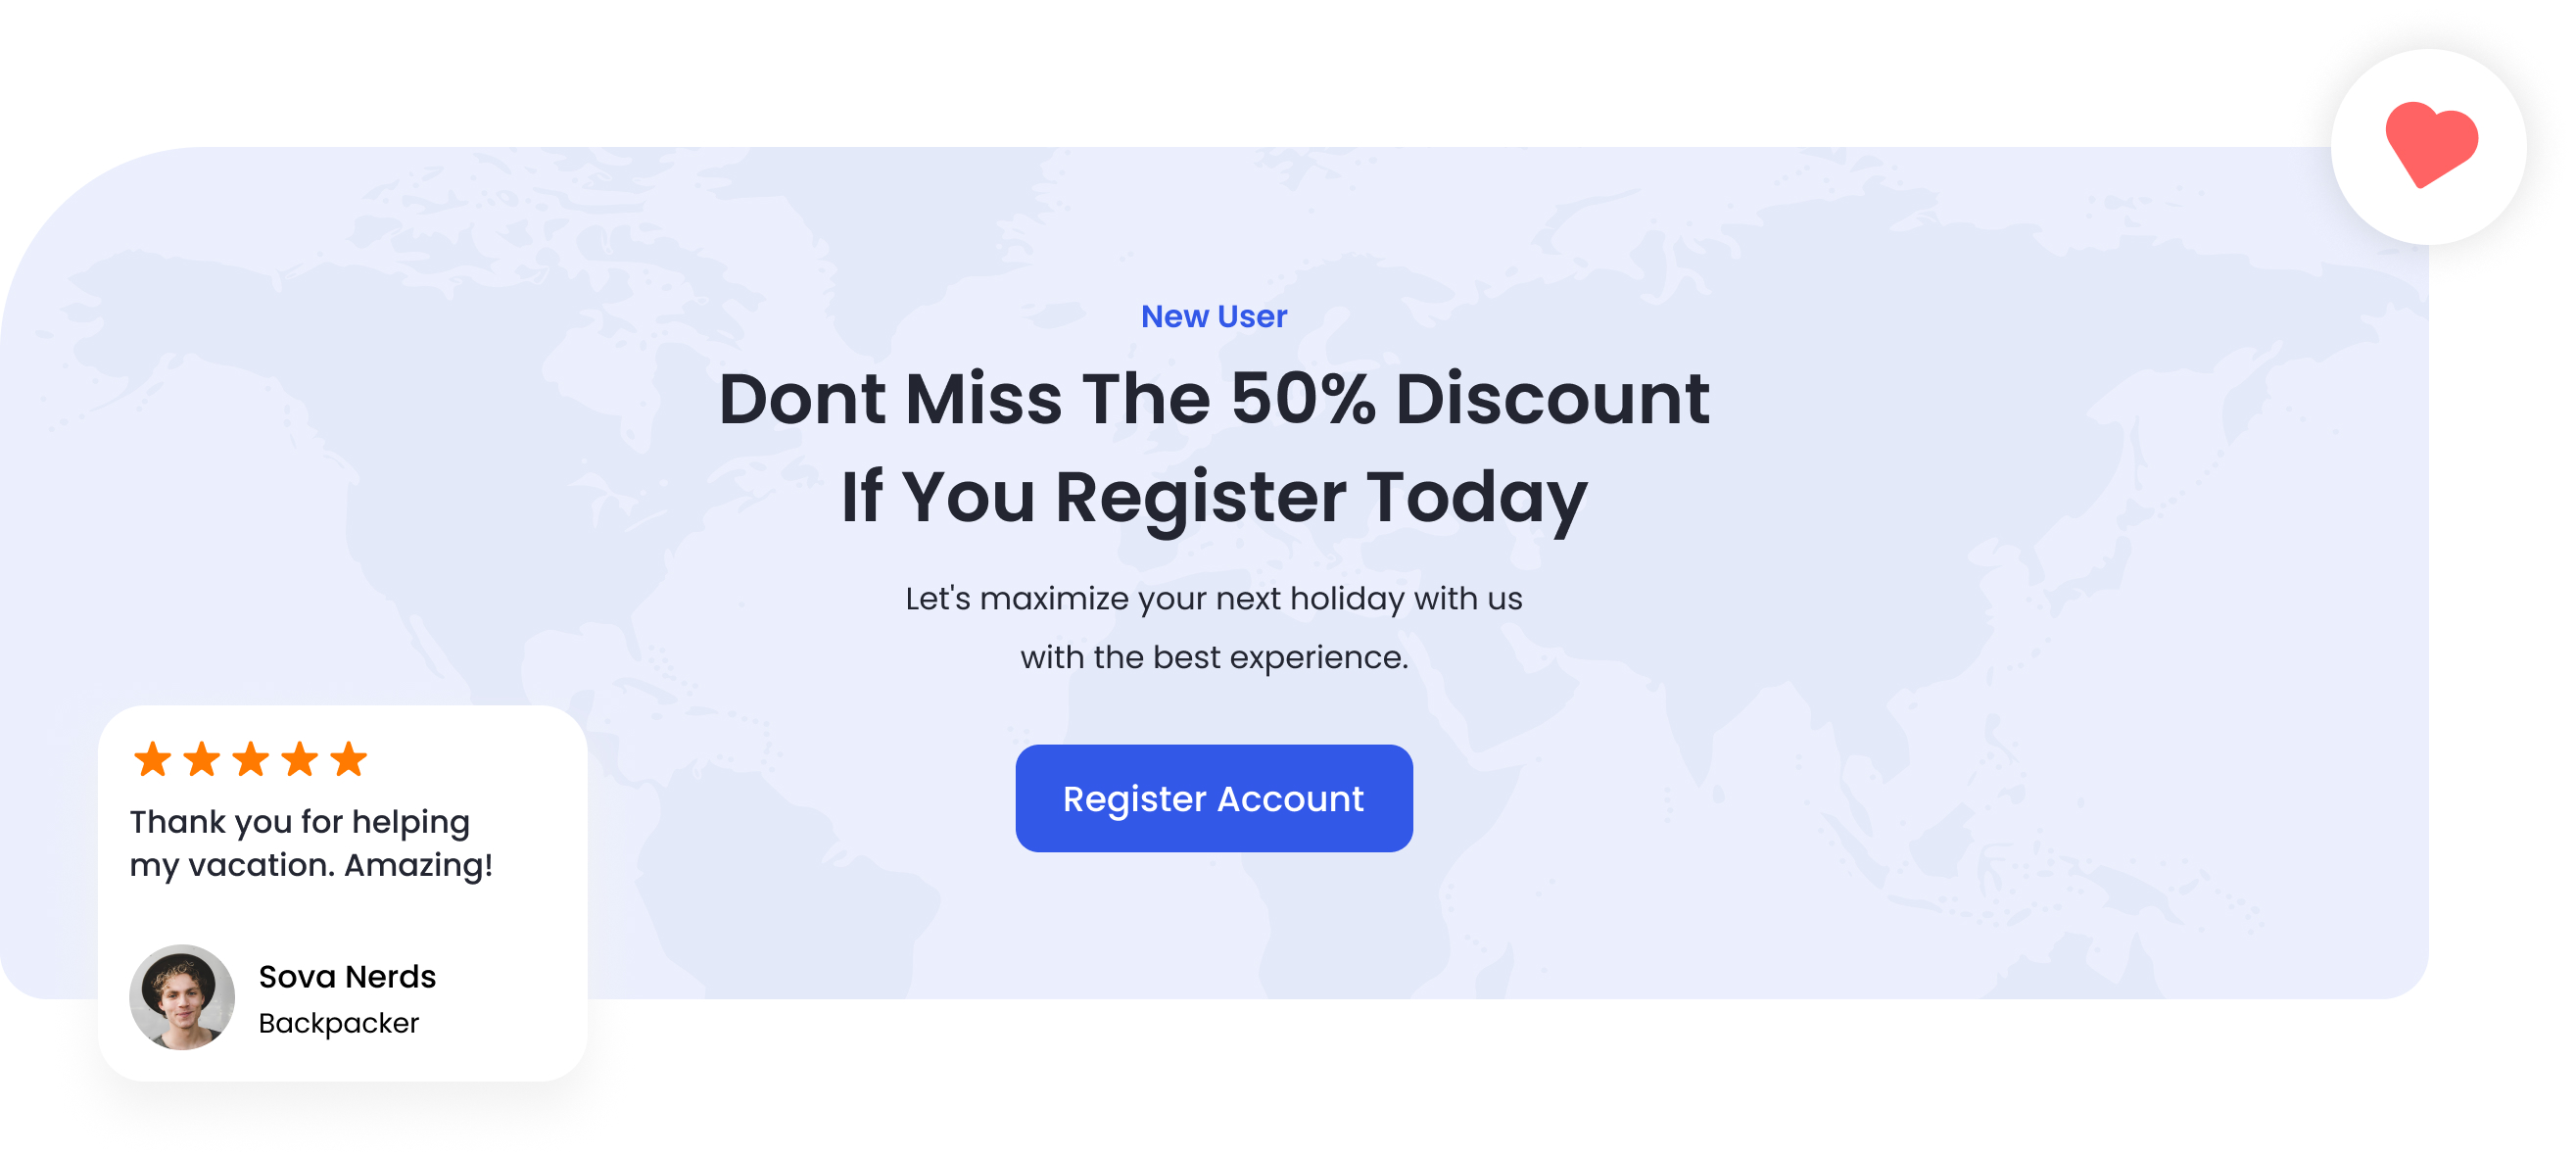 New User
Dont Miss The 50% Discount
If You Register Today
Let's maximize your next holiday with us
with the best experience.
Register Account
Thank you for helping
my vacation. Amazing!
Sova Nerds
Backpacker